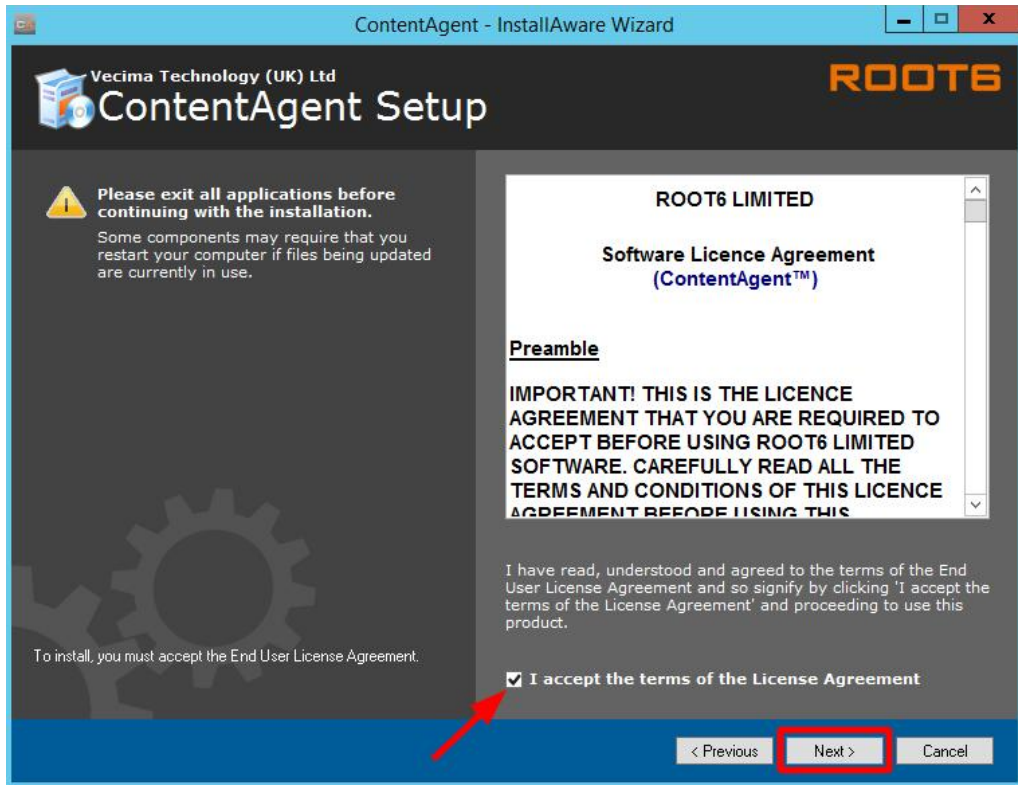 ContentAgent - InstallAware Wizard
Vecima Technology (UK) Ltd
ContentAgent Setup
ROOT6
Please exit all applications before
continuing with the installation.
Some components may require that you
restart your computer if files being updated
are currently in use.
To install, you must accept the End User License Agreement.
ROOT6 LIMITED
Software Licence Agreement
(ContentAgent™)
Preamble
IMPORTANT! THIS IS THE LICENCE
AGREEMENT THAT YOU ARE REQUIRED TO
ACCEPT BEFORE USING ROOT6 LIMITED
SOFTWARE. CAREFULLY READ ALL THE
TERMS AND CONDITIONS OF THIS LICENCE
AGREEMENT BEFORE USING THIS
I have read, understood and agreed to the terms of the End
User License Agreement and so signify by clicking 'I accept the
terms of the License Agreement' and proceeding to use this
product.
I accept the terms of the License Agreement
< Previous
Next >
Cancel